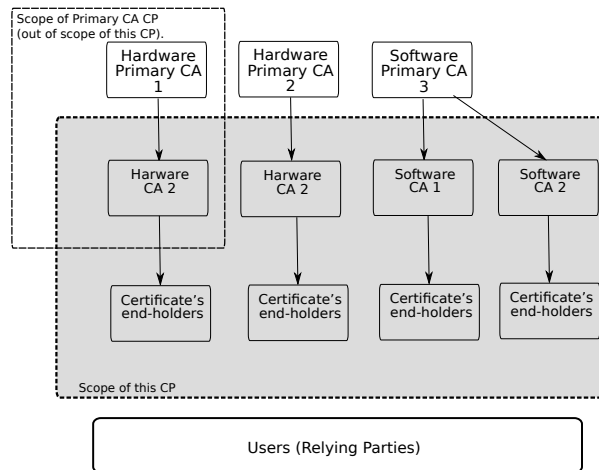 Scope of Primary CA CP
(out of scope of this CP).
Hardware
Primary CA
1
Hardware
Primary CA
2
Software
Primary CA
3
Harware
CA 2
Harware
CA 2
Software
CA 1
Software
CA 2
Certificate's
end-holders
Certificate's
end-holders
Certificate's
end-holders
Certificate's
end-holders
Scope of this CP
Users (Relying Parties)